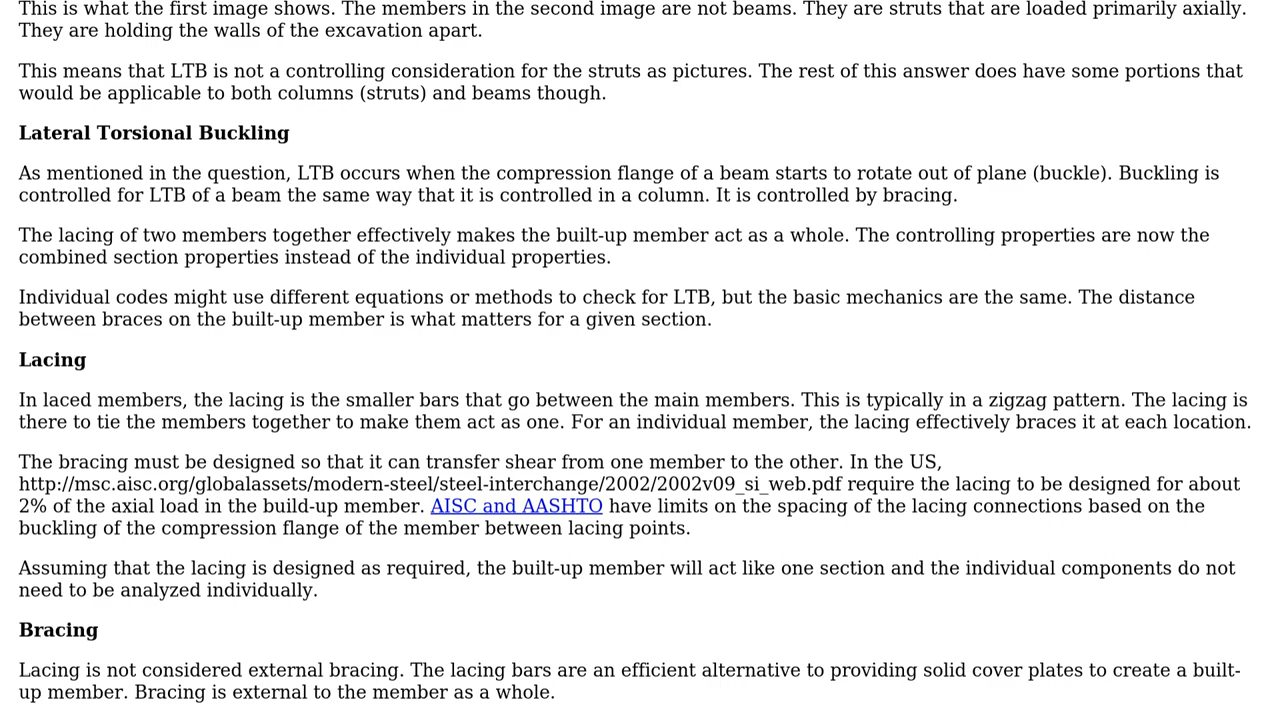 This is what the first image shows. The members in the second image are not beams. They are struts that are loaded primarily axially.
They are holding the walls of the excavation apart.
This means that LTB is not a controlling consideration for the struts as pictures. The rest of this answer does have some portions that
would be applicable to both columns (struts) and beams though.
Lateral Torsional Buckling
As mentioned in the question, LTB occurs when the compression flange of a beam starts to rotate out of plane (buckle). Buckling is
controlled for LTB of a beam the same way that it is controlled in a column. It is controlled by bracing.
The lacing of two members together effectively makes the built-up member act as a whole. The controlling properties are now the
combined section properties instead of the individual properties.
Individual codes might use different equations or methods to check for LTB, but the basic mechanics are the same. The distance
between braces on the built-up member is what matters for a given section.
Lacing
In laced members, the lacing is the smaller bars that go between the main members. This is typically in a zigzag pattern. The lacing is
there to tie the members together to make them act as one. For an individual member, the lacing effectively braces it at each location.
The bracing must be designed so that it can transfer shear from one member to the other. In the US,
http://msc.aisc.org/globalassets/modern-steel/steel-interchange/2002/2002v09_si_web.pdf require the lacing to be designed for about
2% of the axial load in the build-up member. AISC and AASHTO have limits on the spacing of the lacing connections based on the
buckling of the compression flange of the member between lacing points.
Assuming that the lacing is designed as required, the built-up member will act like one section and the individual components do not
need to be analyzed individually.
Bracing
Lacing is not considered external bracing. The lacing bars are an efficient alternative to providing solid cover plates to create a built-
up member. Bracing is external to the member as a whole.